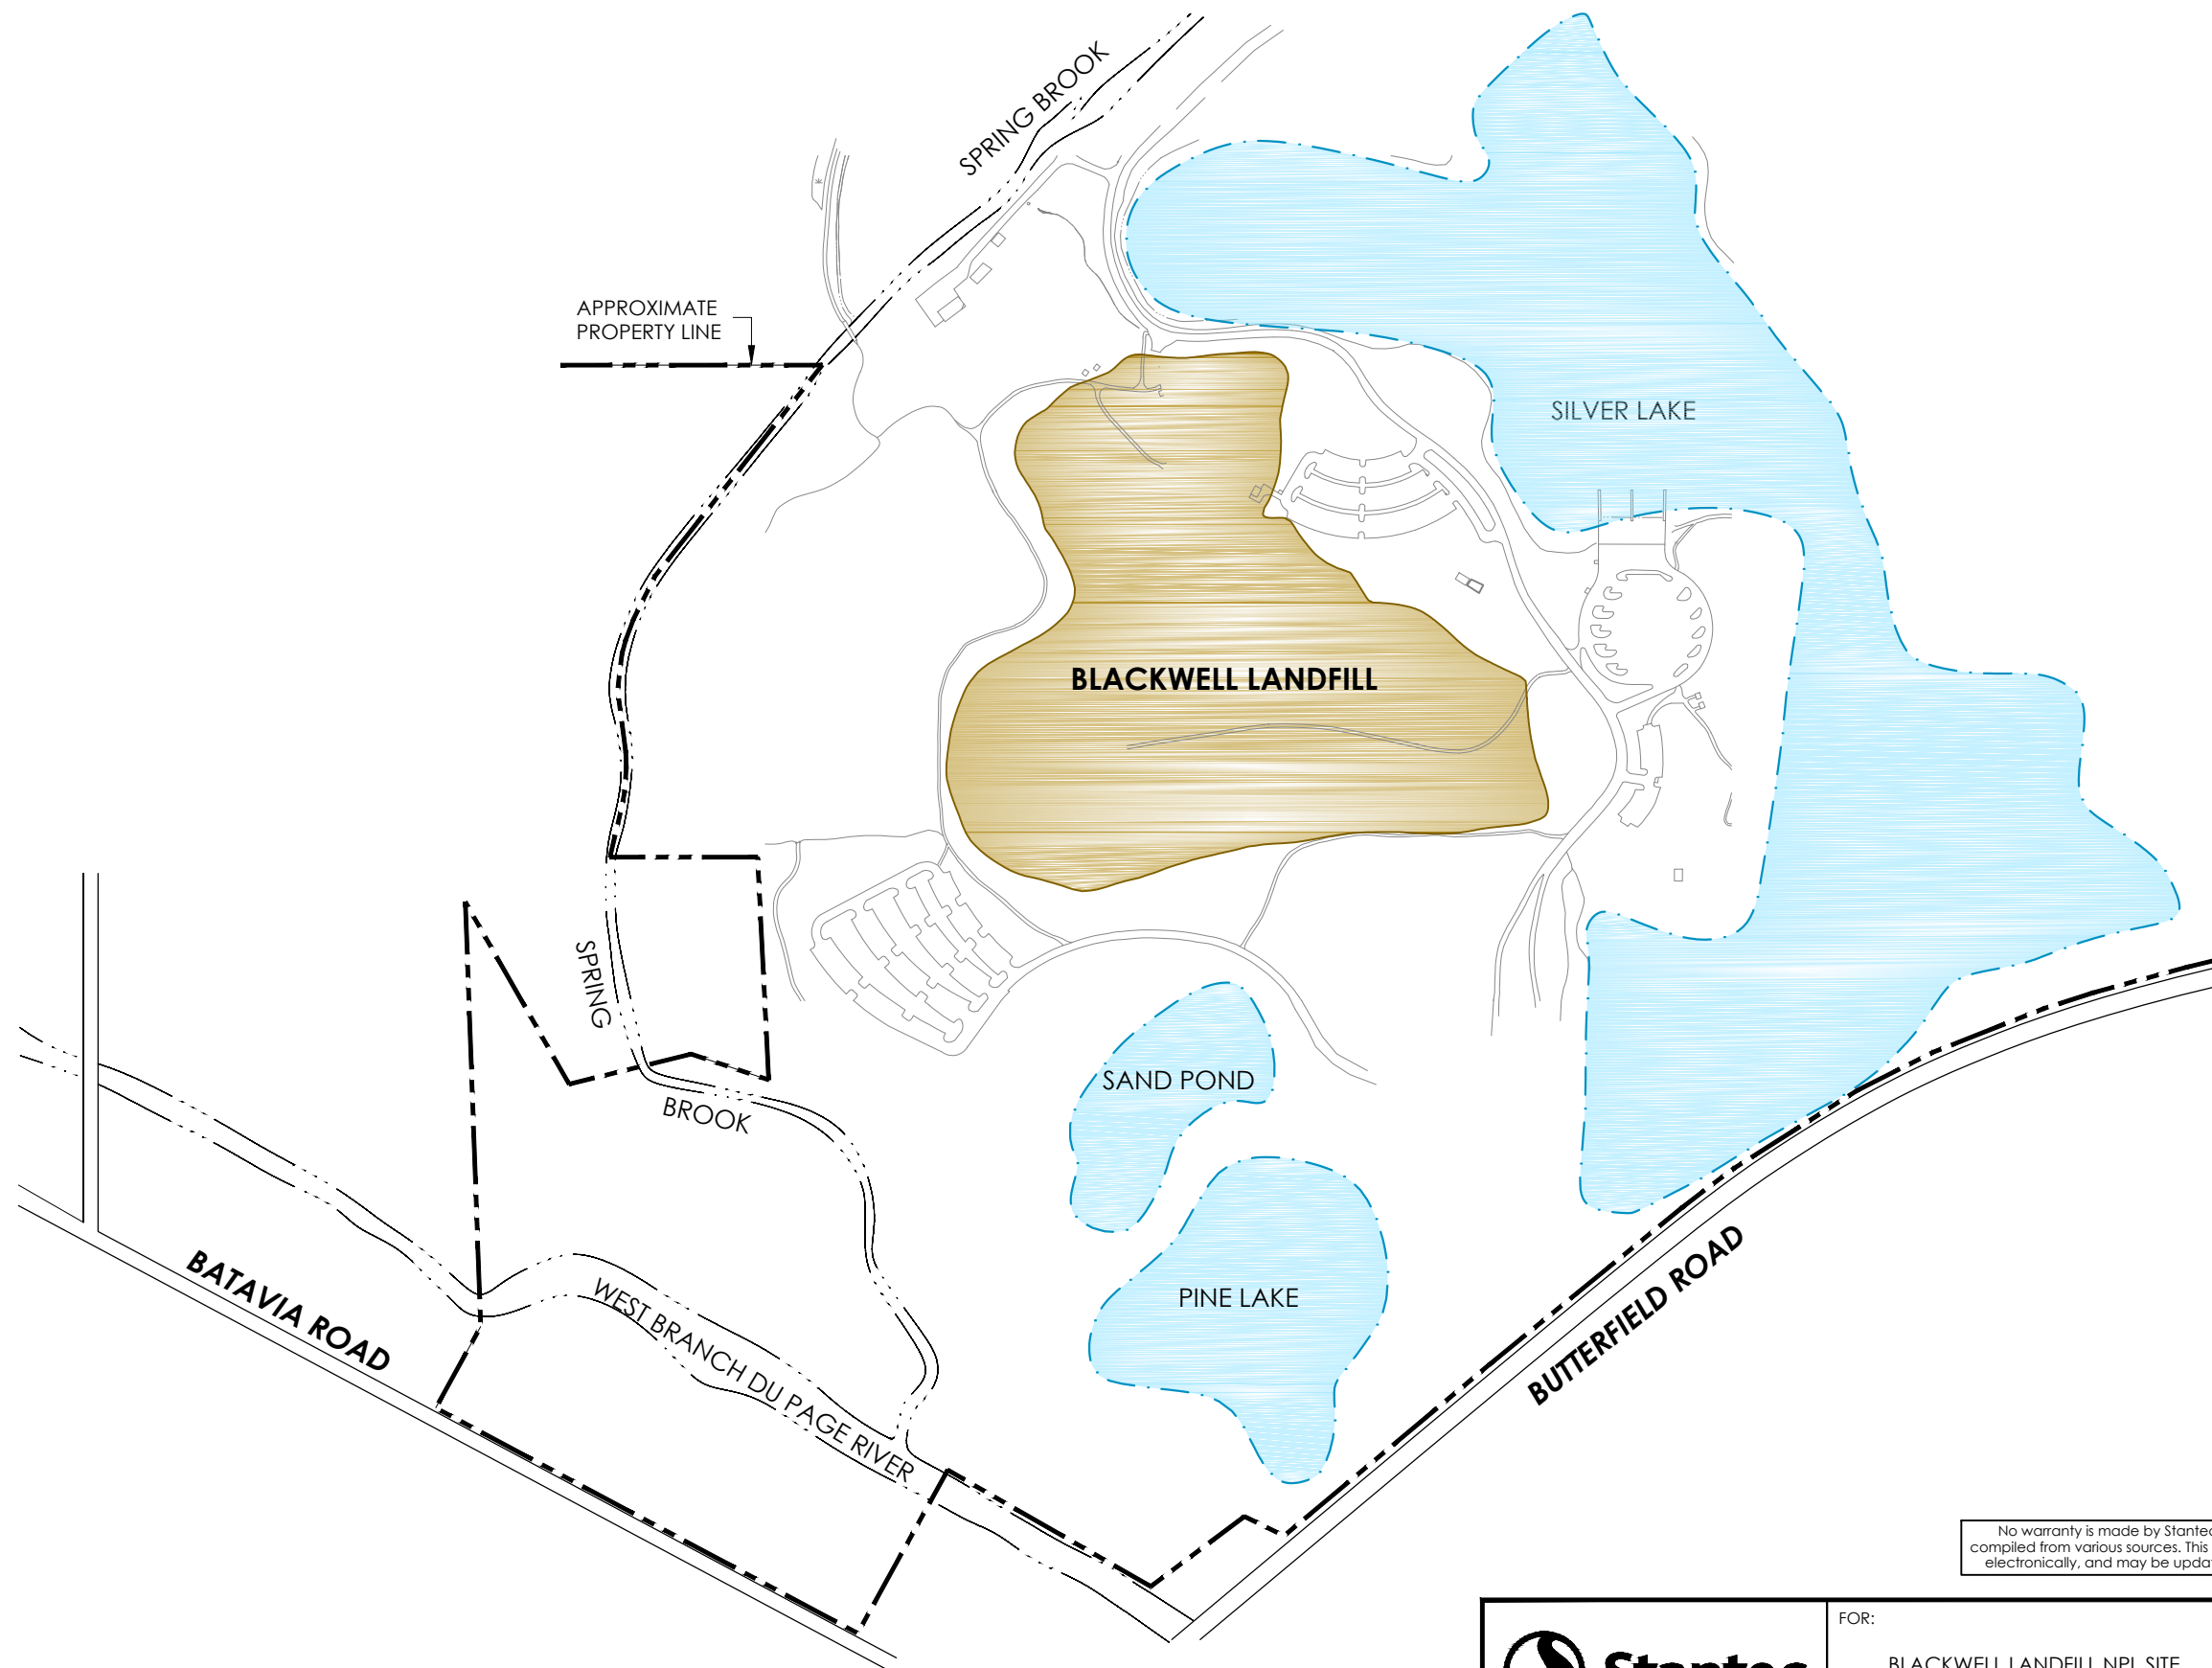 SPRING BROOK
APPROXIMATE
PROPERTY LINE
SILVER LAKE
BLACKWELL LANDFILL
SPRING
BROOK
SAND POND
PINE LAKE
BATAVIA ROAD
WEST BRANCH DU PAGE RIVER
BUTTERFIELD ROAD
No warranty is made by Stantec
compiled from various sources. This
electronically, and may be upda
FOR:
Stantec
BLACKWELL LANDFILL NPL SITE